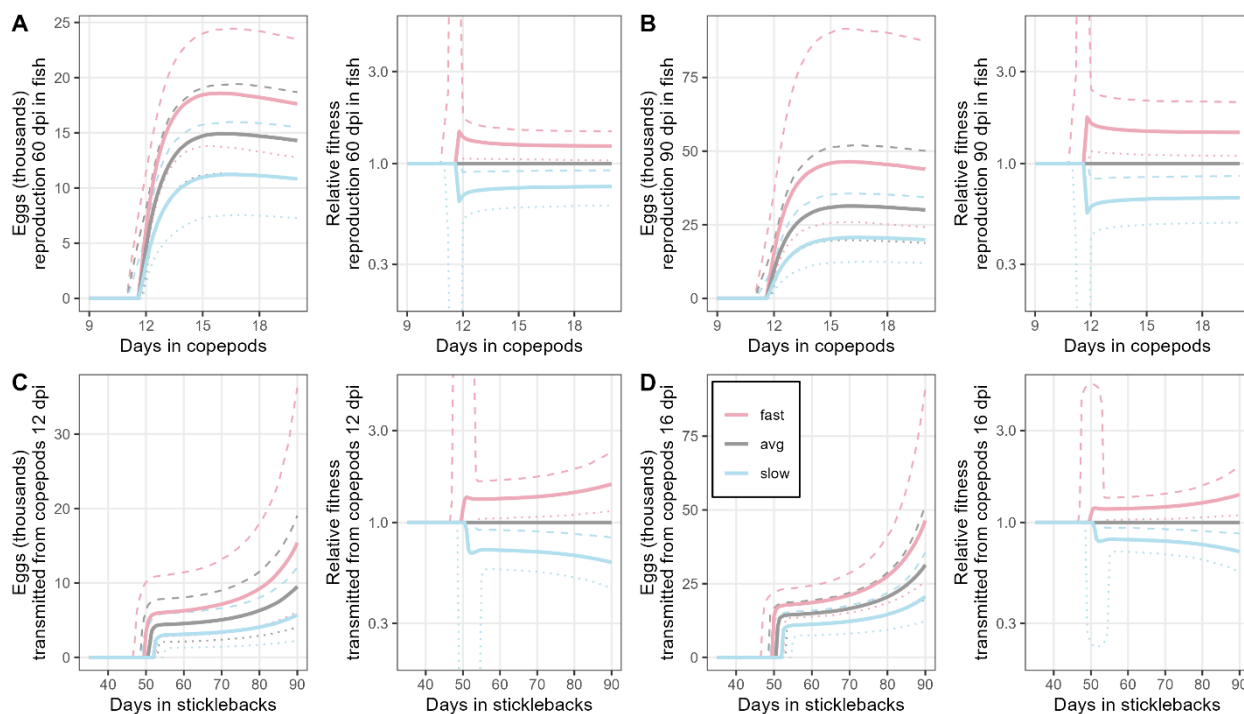 A
Eggs (thousands)
reproduction 60 dpi in fish
25
20
15
10
5
0
9
12
15
18
Days in copepods
Relative fitness
reproduction 60 dpi in fish
3.0
1.0
0.3
9
12
15
18
Days in copepods
B
Eggs (thousands)
reproduction 90 dpi in fish
75
50
25
0
9
12
15
18
Days in copepods
Relative fitness
reproduction 90 dpi in fish
3.0
1.0
0.3
9
12
15
18
Days in copepods
C
Eggs (thousands)
transmitted from copepods 12 dpi
30
20
10
0
40
50
60
70
80
90
Days in sticklebacks
Relative fitness
transmitted from copepods 12 dpi
3.0
1.0
0.3
40
50
60
70
80
90
Days in sticklebacks
D
Eggs (thousands)
transmitted from copepods 16 dpi
75
50
25
0
fast
avg
slow
40
50
60
70
80
90
Days in sticklebacks
Relative fitness
transmitted from copepods 16 dpi
3.0
1.0
0.3
40
50
60
70
80
90
Days in sticklebacks